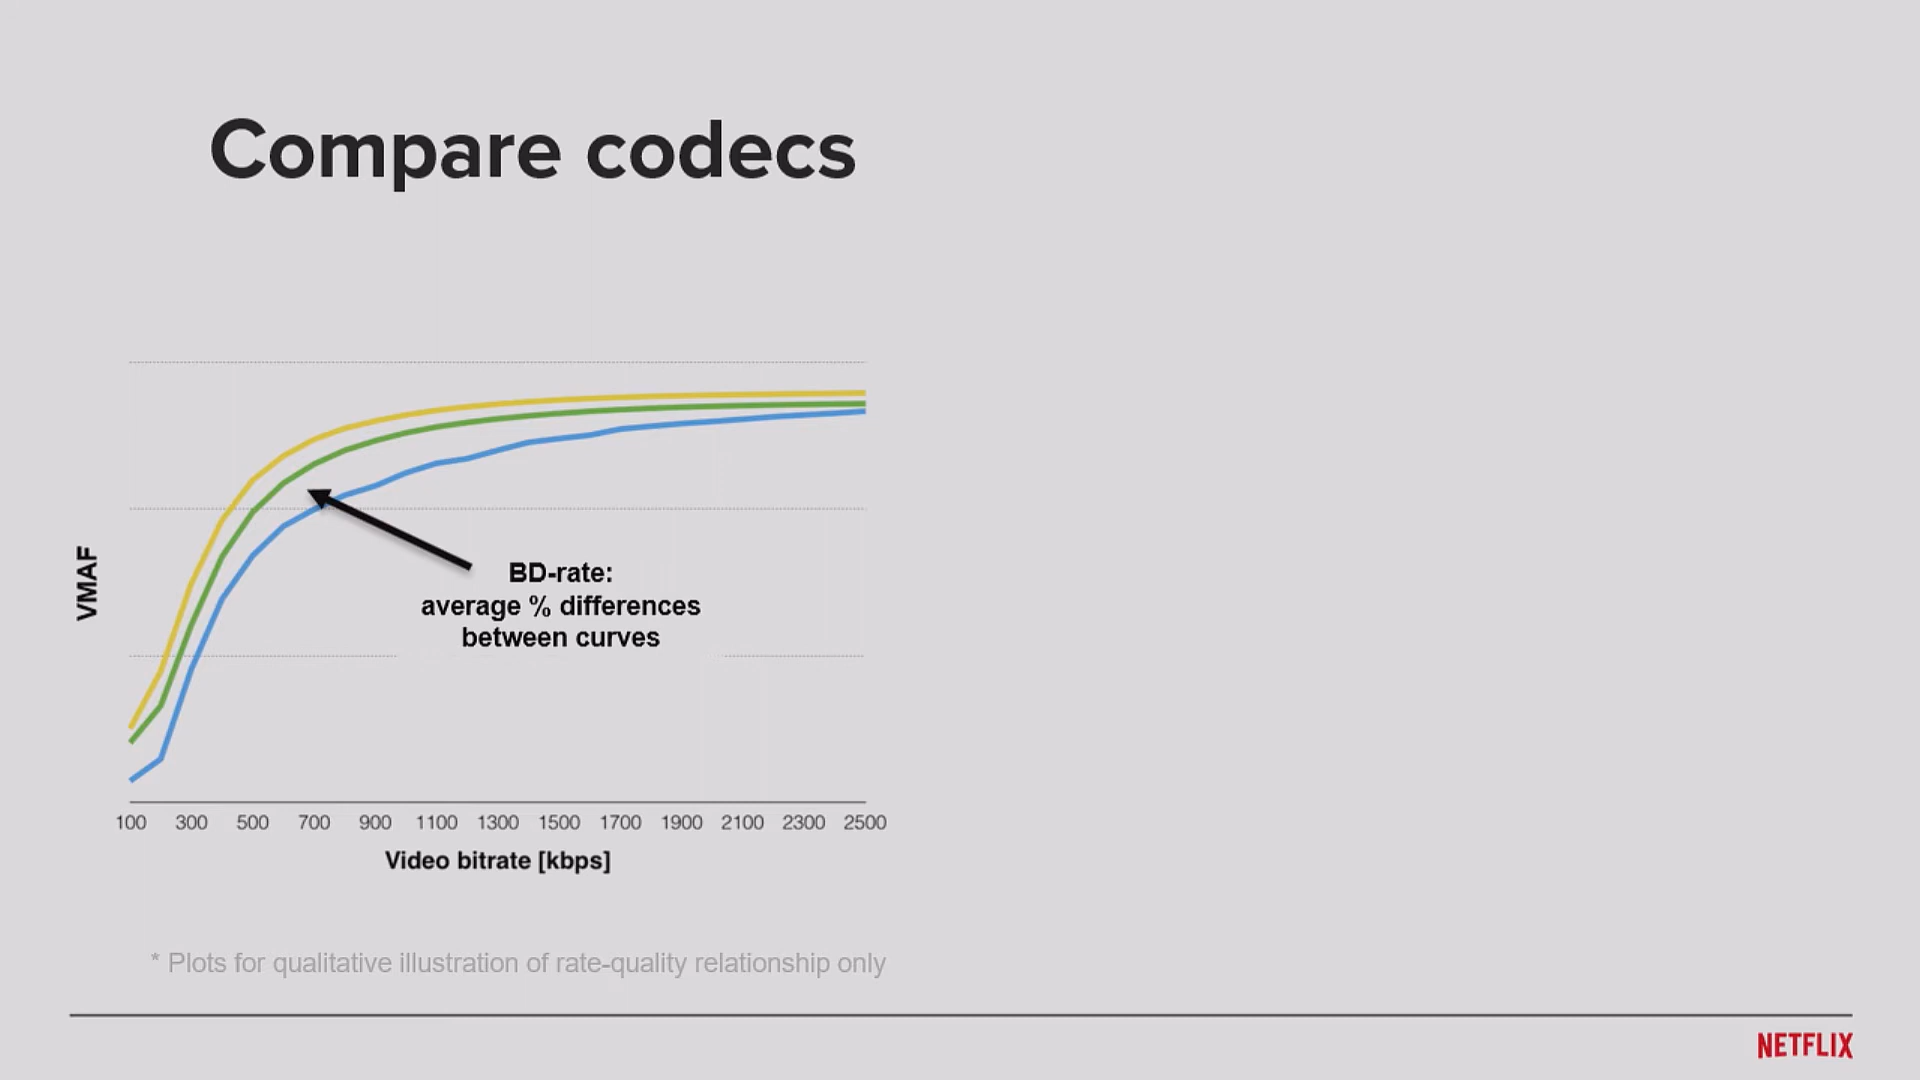 Compare codecs
VMAF
BD-rate:
average % differences
between curves
100 300 500 700 900 1100 1300 1500 1700 1900 2100 2300 2500
Video bitrate [kbps]
* Plots for qualitative illustration of rate-quality relationship only
NETFLIX